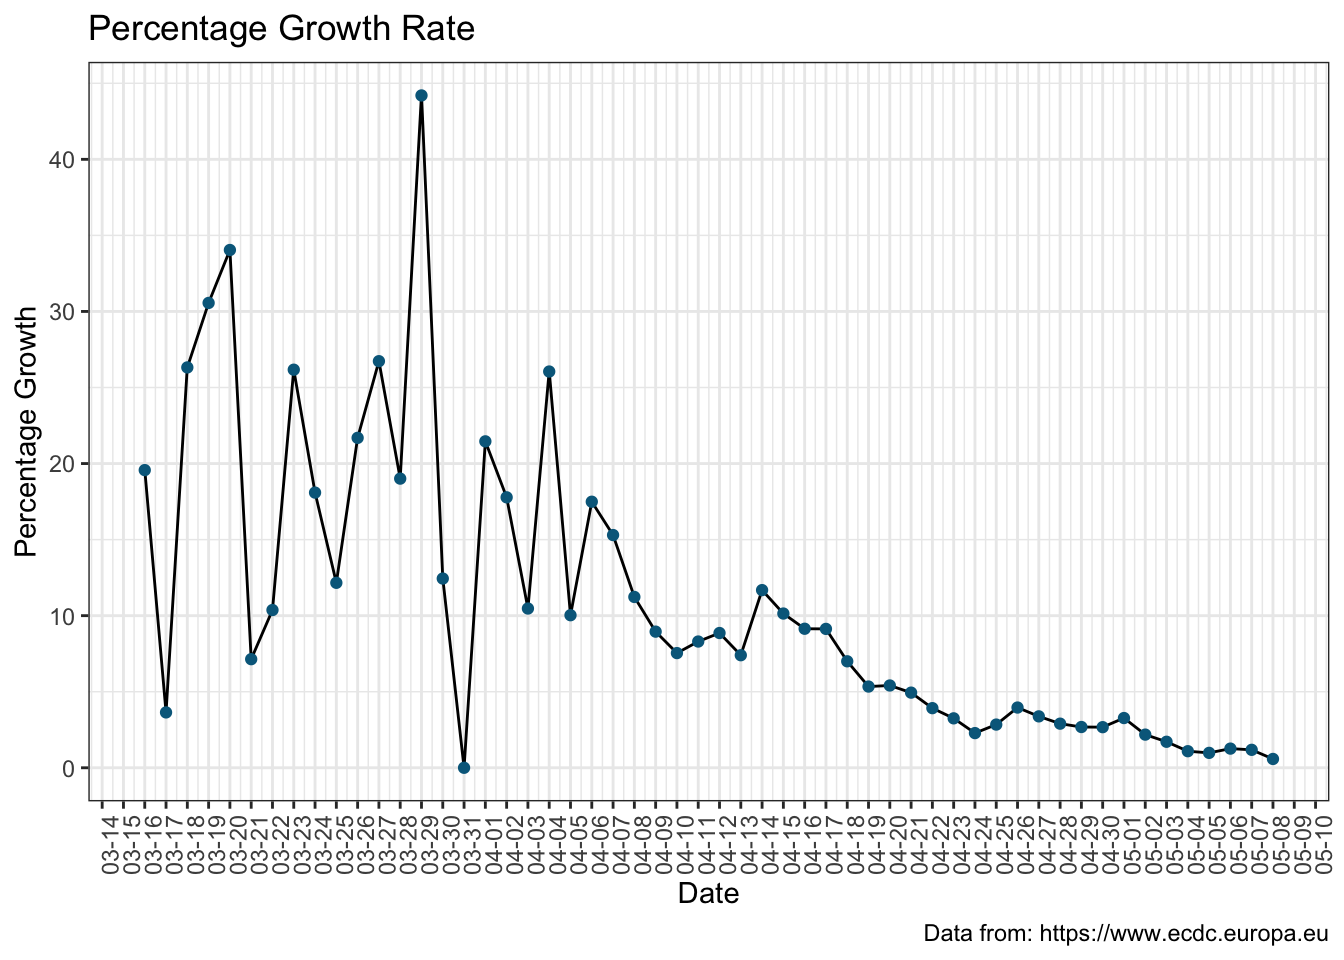 Percentage Growth Rate
40
30
20
10
0
Percentage Growth
03-14 03-15 03-16 03-17 03-18 03-19 03-20 03-21 03-22 03-23 03-24 03-25 03-26 03-27 03-28 03-29 03-30 03-31 04-01 04-02 04-03 04-04 04-05 04-06 04-07 04-08 04-09 04-10 04-11 04-12 04-13 04-14 04-15 04-16 04-17 04-18 04-19 04-20 04-21 04-22 04-23 04-24 04-25 04-26 04-27 04-28 04-29 04-30 05-01 05-02 05-03 05-04 05-05 05-06 05-07 05-08 05-09 05-10
Date
Data from: https://www.ecdc.europa.eu